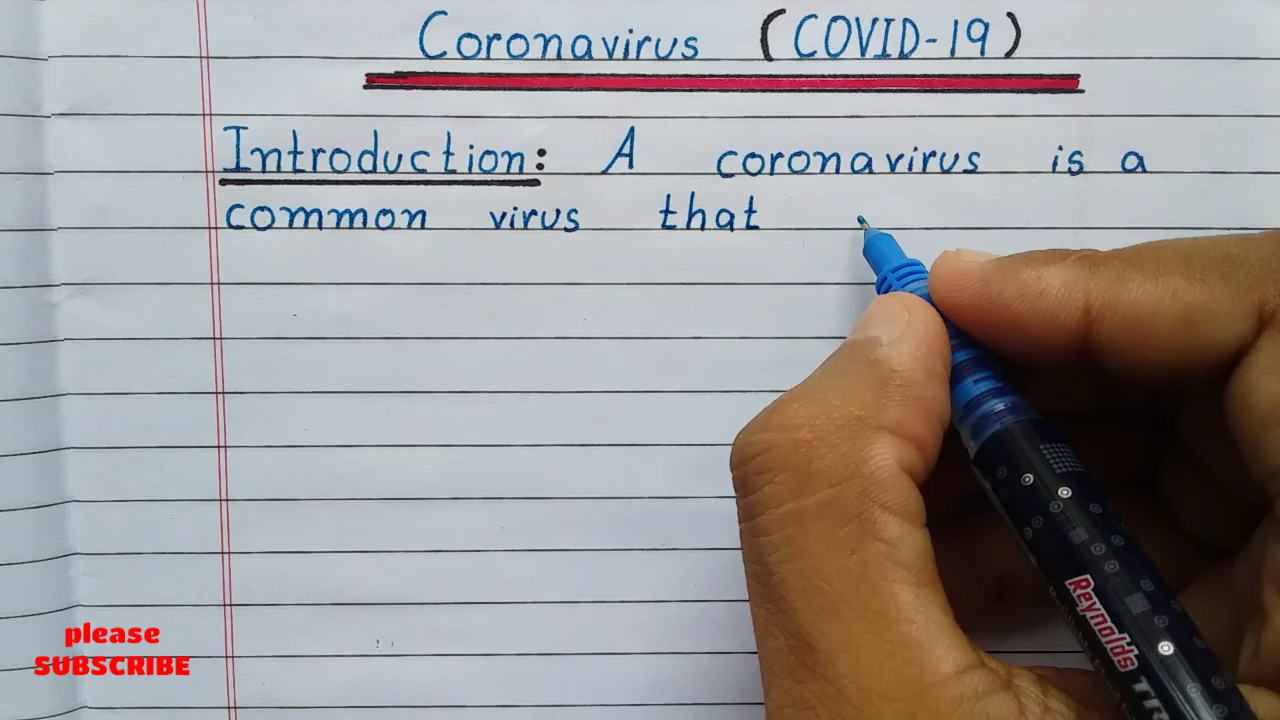 Coronavirus (COVID-19)
Introduction: A coronavirus is a
common virus that
please
SUBSCRIBE
Reynolds